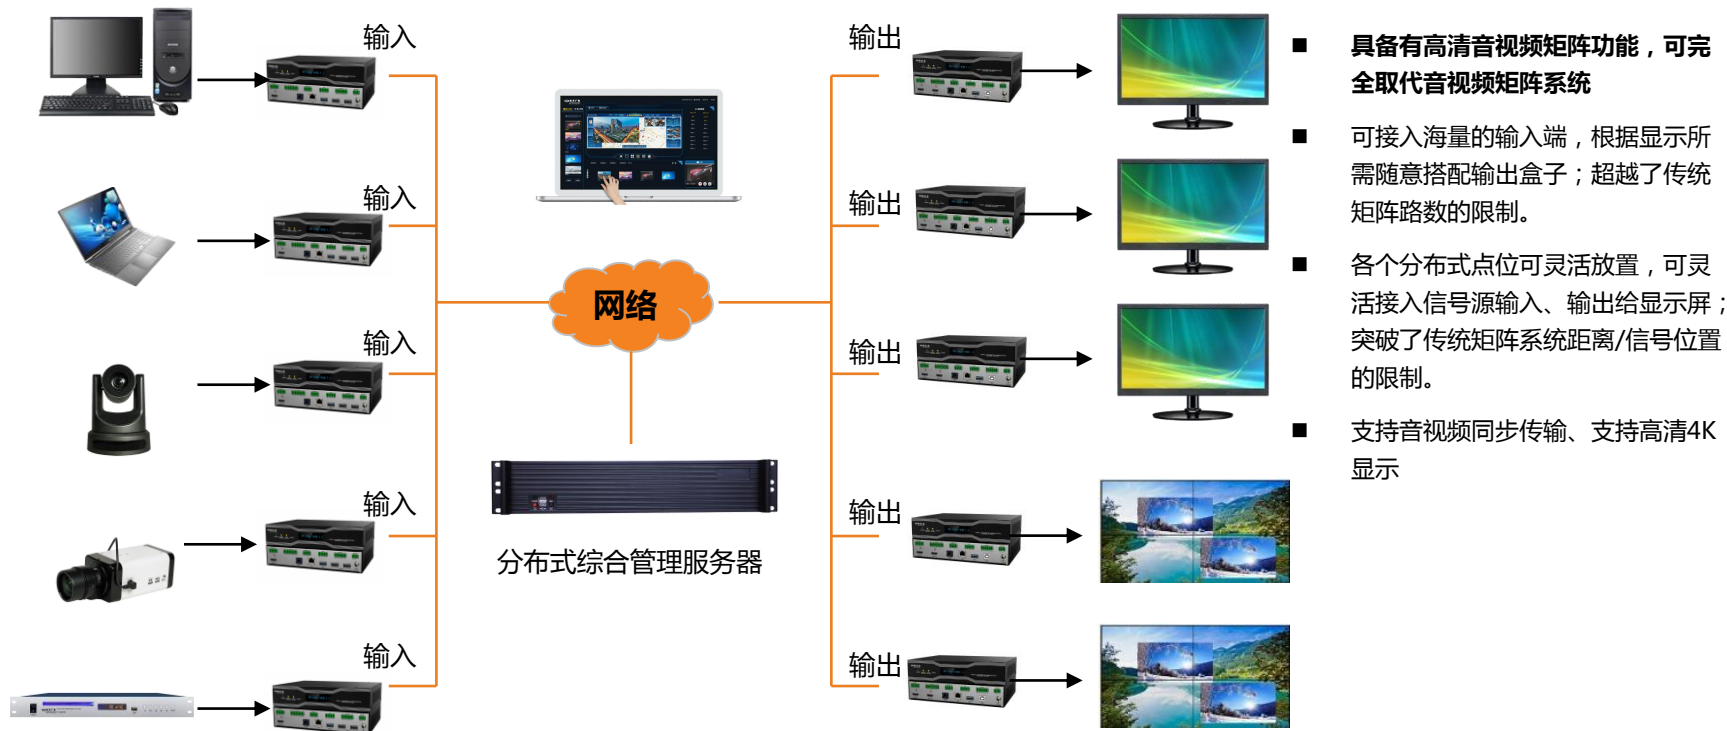 输入
输入
输入
输入
输入
网络
分布式综合管理服务器
输出
输出
输出
输出
输出
■ 具备有高清音视频矩阵功能，可完
全取代音视频矩阵系统
■ 可接入海量的输入端，根据显示所
需随意搭配输出盒子；超越了传统
矩阵路数的限制。
■ 各个分布式点位可灵活放置，可灵
活接入信号源输入、输出给显示屏；
突破了传统矩阵系统距离/信号位置
的限制。
■ 支持音视频同步传输、支持高清4K
显示